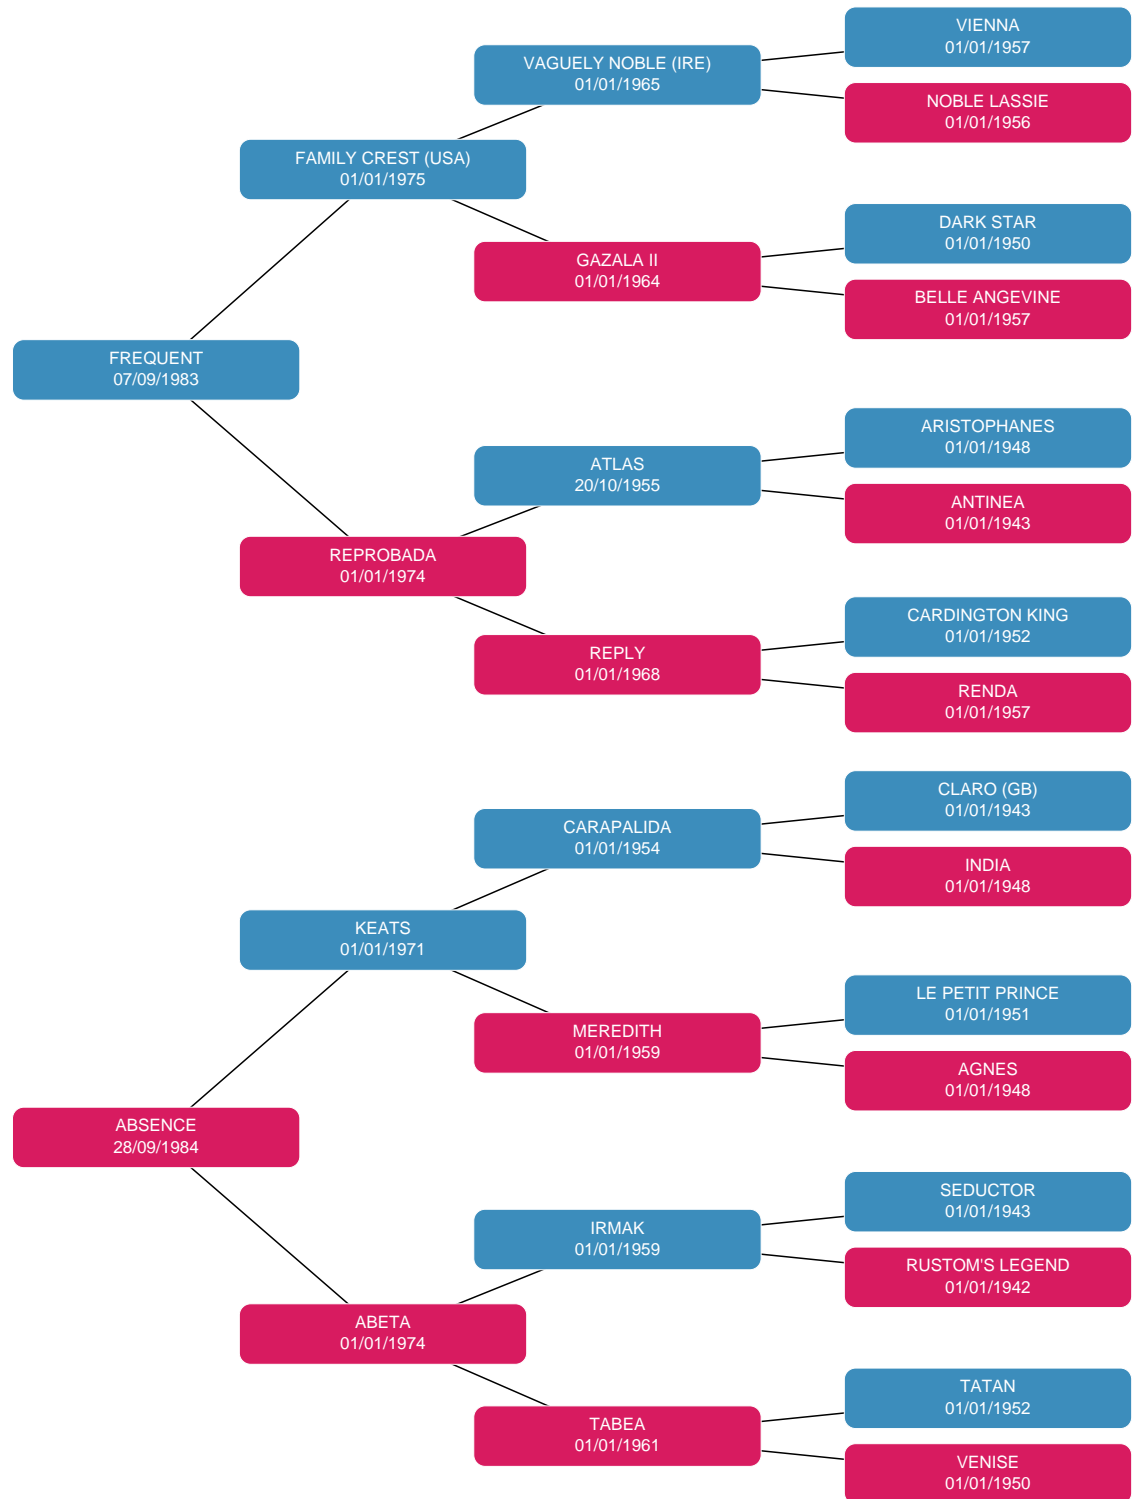 VIENNA
01/01/1957
VAGUELY NOBLE (IRE)
01/01/1965
NOBLE LASSIE
01/01/1956
FAMILY CREST (USA)
01/01/1975
DARK STAR
01/01/1950
GAZALA II
01/01/1964
BELLE ANGEVINE
01/01/1957
FREQUENT
07/09/1983
ARISTOPHANES
01/01/1948
ATLAS
20/10/1955
ANTINEA
01/01/1943
REPROBADA
01/01/1974
CARDINGTON KING
01/01/1952
REPLY
01/01/1968
RENDA
01/01/1957
CLARO (GB)
01/01/1943
CARAPALIDA
01/01/1954
INDIA
01/01/1948
KEATS
01/01/1971
LE PETIT PRINCE
01/01/1951
MEREDITH
01/01/1959
AGNES
01/01/1948
ABSENCE
28/09/1984
SEDUCTOR
01/01/1943
IRMAK
01/01/1959
RUSTOM'S LEGEND
01/01/1942
ABETA
01/01/1974
TATAN
01/01/1952
TABEA
01/01/1961
VENISE
01/01/1950